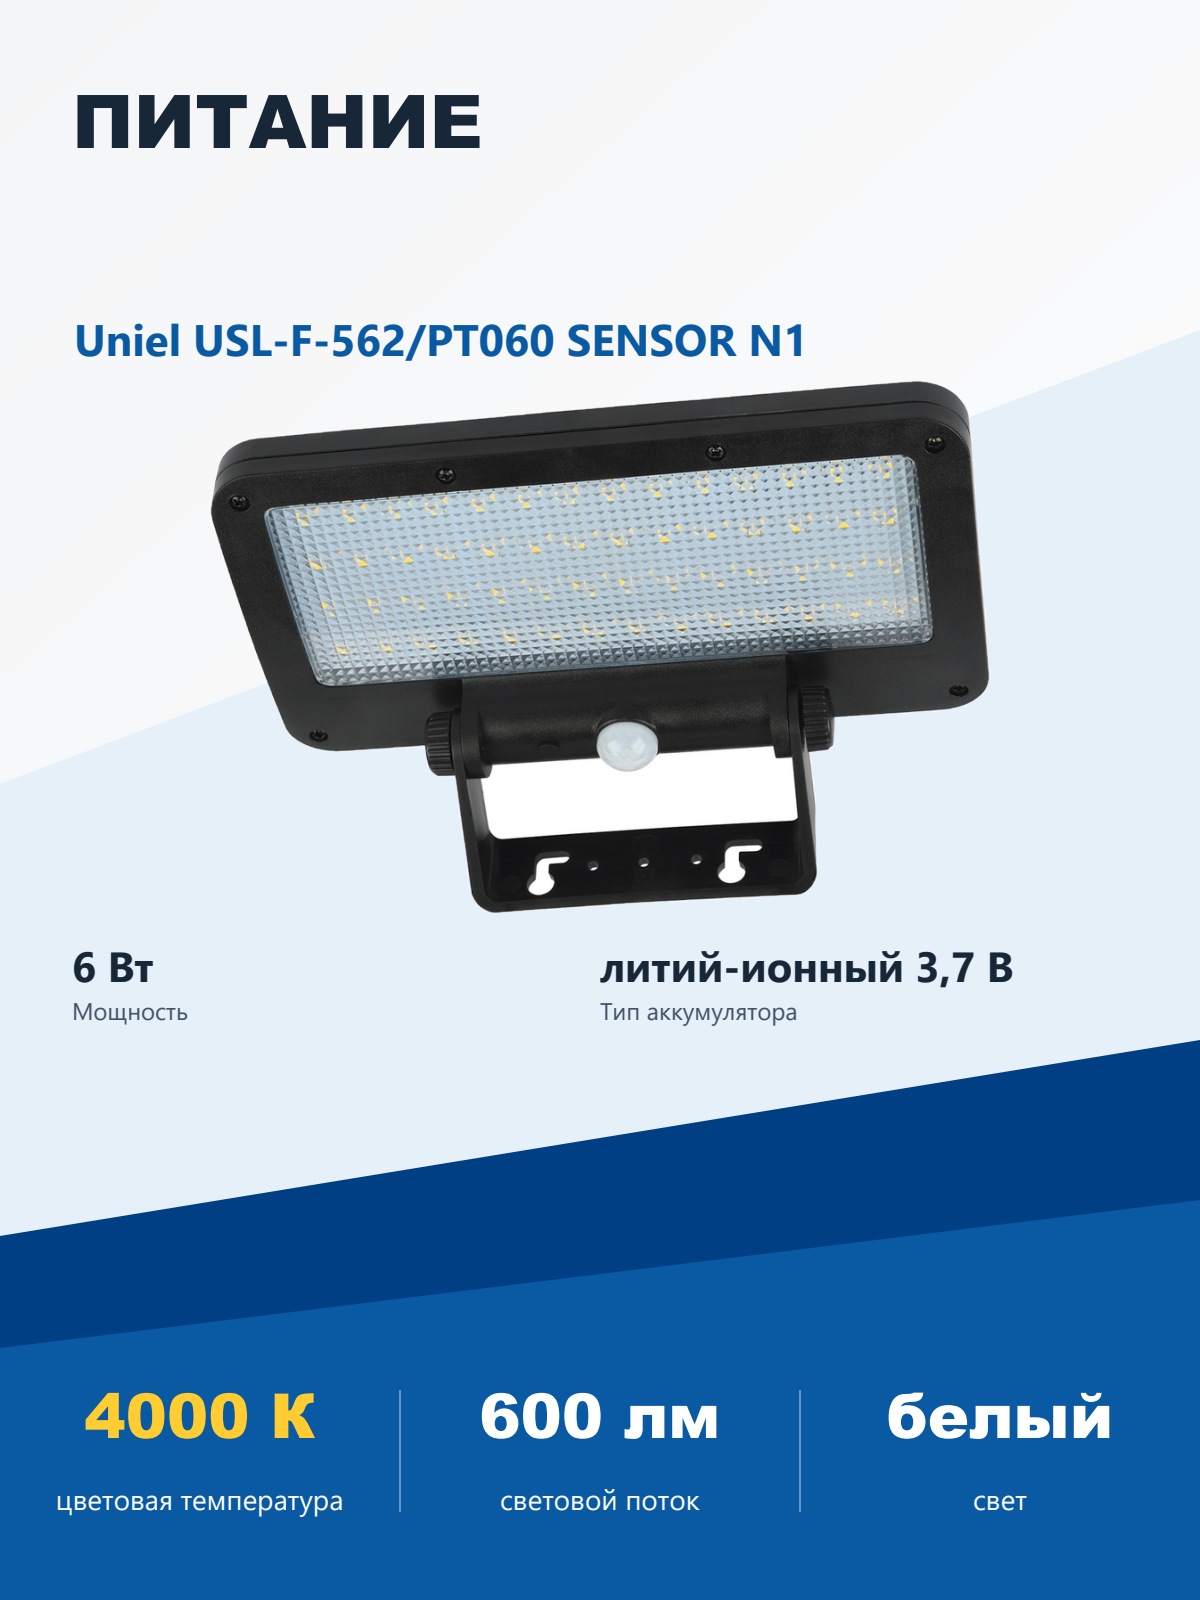 ПИТАНИЕ
Uniel USL-F-562/PT060 SENSOR N1
6 Вт
литий-ионный 3,7 В
Мощность
Тип аккумулятора
4000 К
600 лм
белый
цветовая температура
световой поток
свет